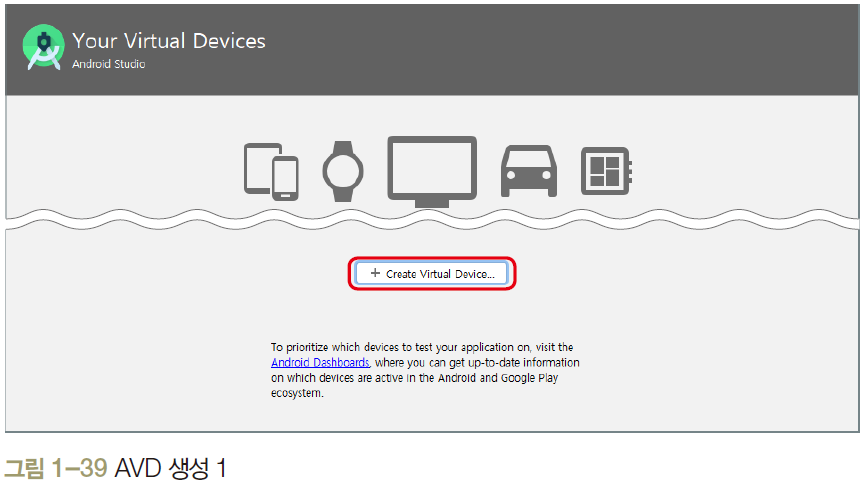 Your Virtual Devices
Android Studio
+ Create Virtual Device...
To prioritize which devices to test your application on, visit the
Android Dashboards, where you can get up-to-date information
on which devices are active in the Android and Google Play
ecosystem.
그림 1-39 AVD 생성 1